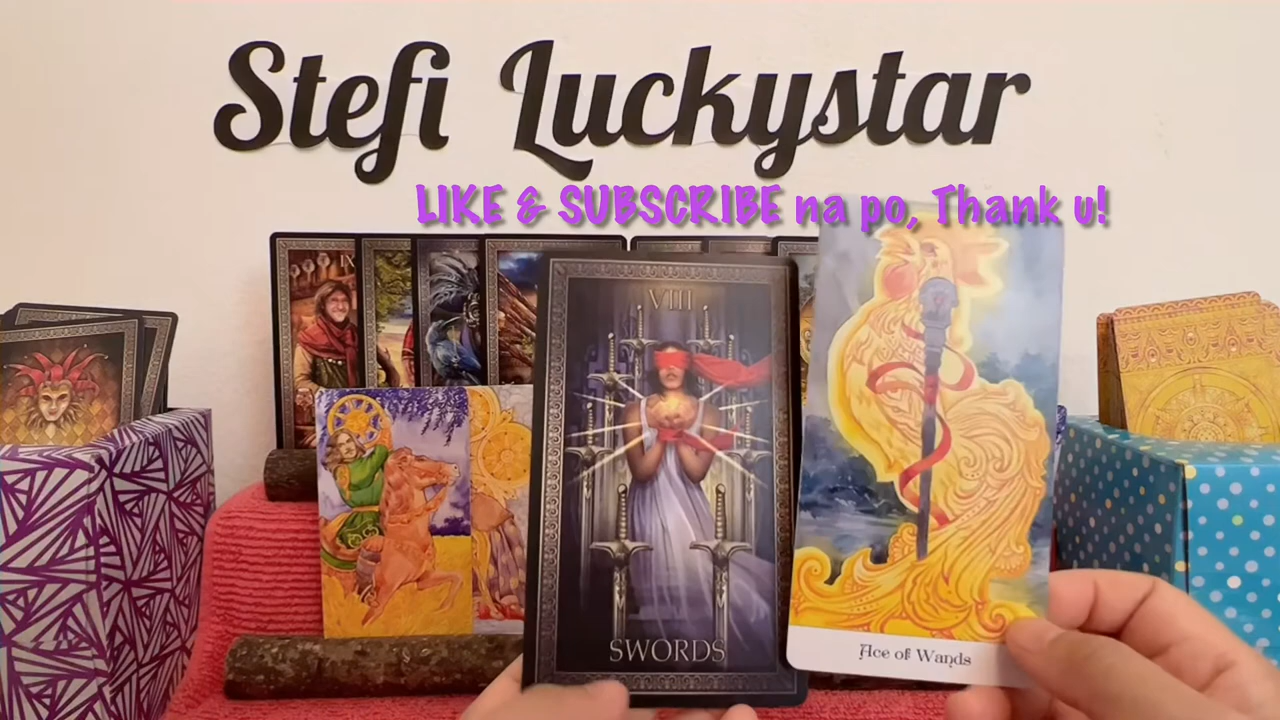 Stefi Luckystar
LIKE & SUBSCRIBE na po, Thank u!
IX
VIII
SWORDS
Ace of Wands